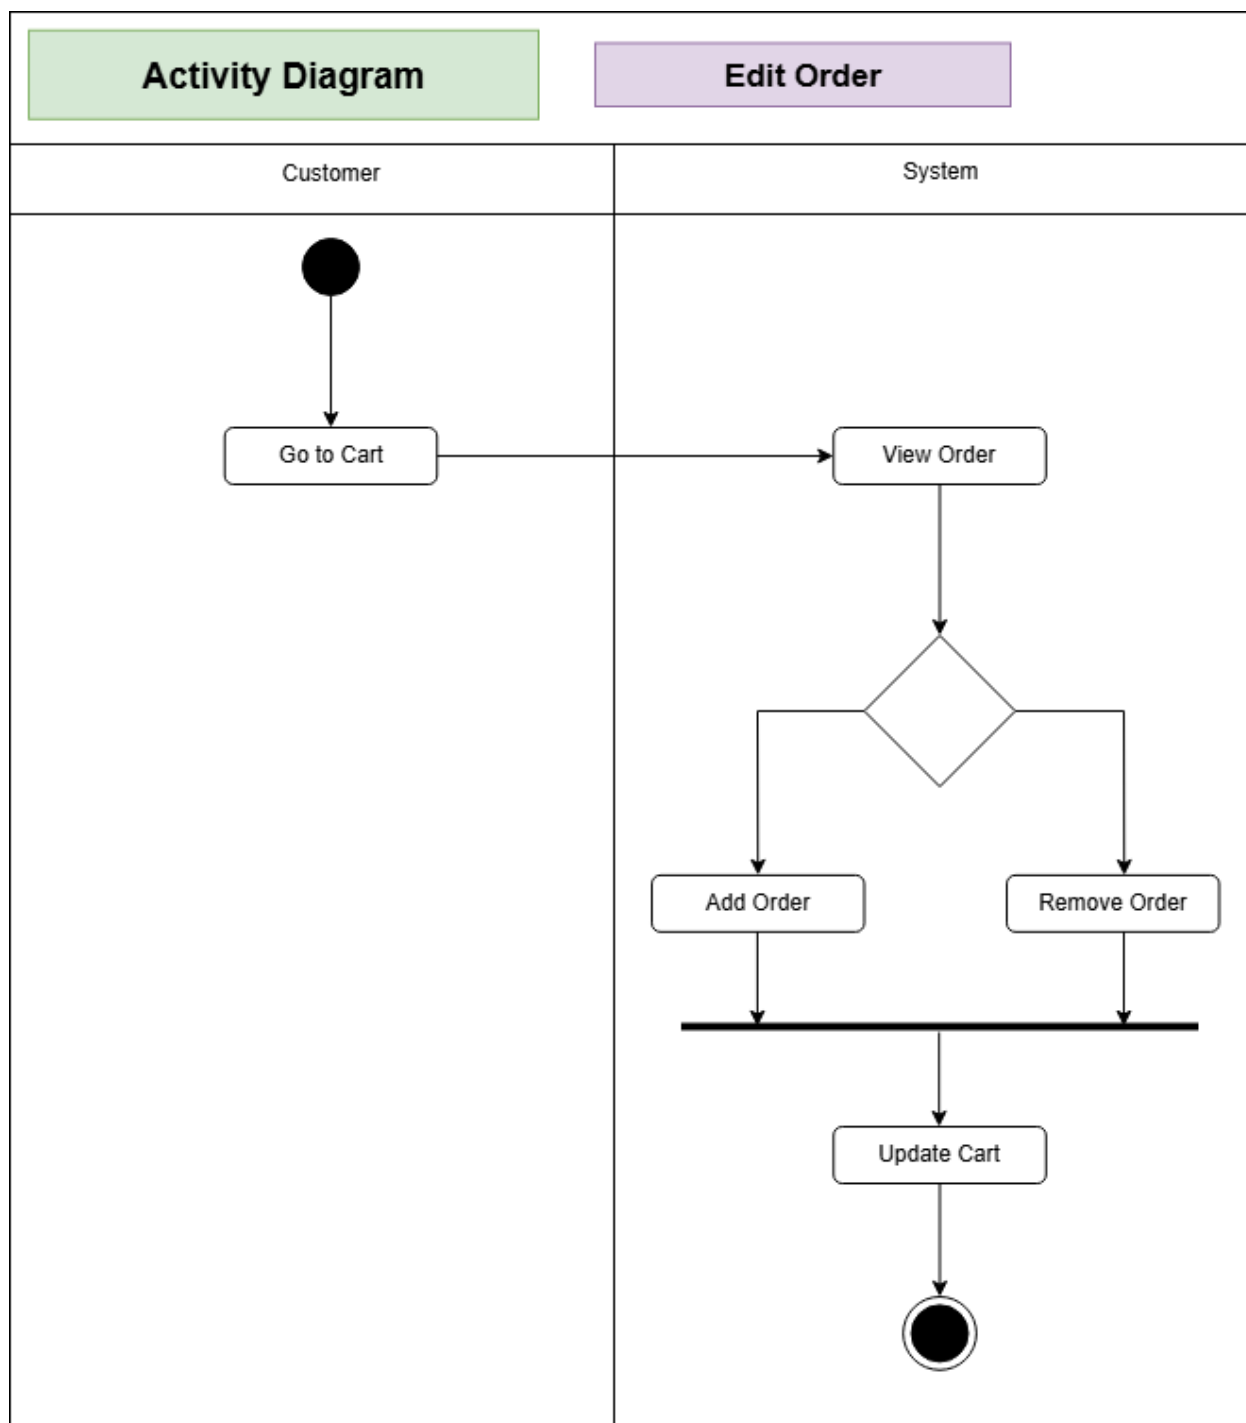 Activity Diagram
Edit Order
Customer
System
Go to Cart
View Order
Add Order
Remove Order
Update Cart